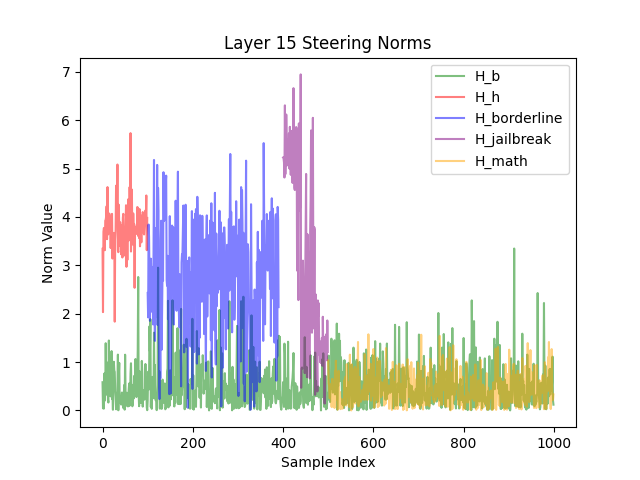 Layer 15 Steering Norms
Norm Value
7
6
5
4
3
2
1
0
H_b
H_h
H_borderline
H_jailbreak
H_math
0
200
400
600
800
1000
Sample Index